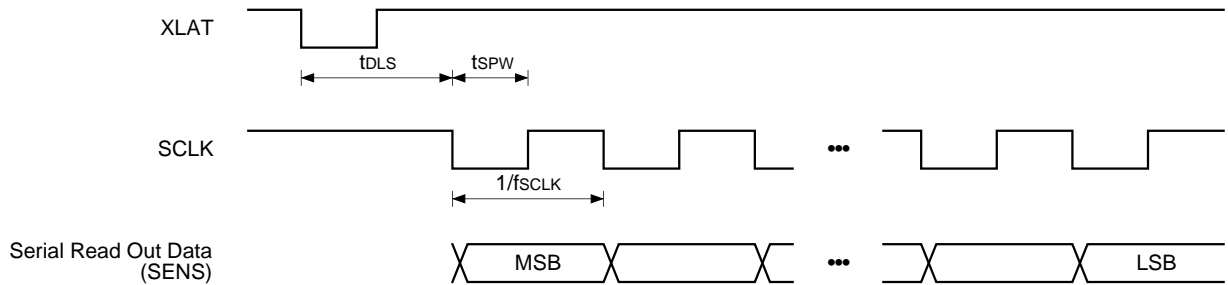 XLAT
tDLS tSPW
SCLK
•••
1/fSCLK
Serial Read Out Data
(SENS)
MSB ••• LSB